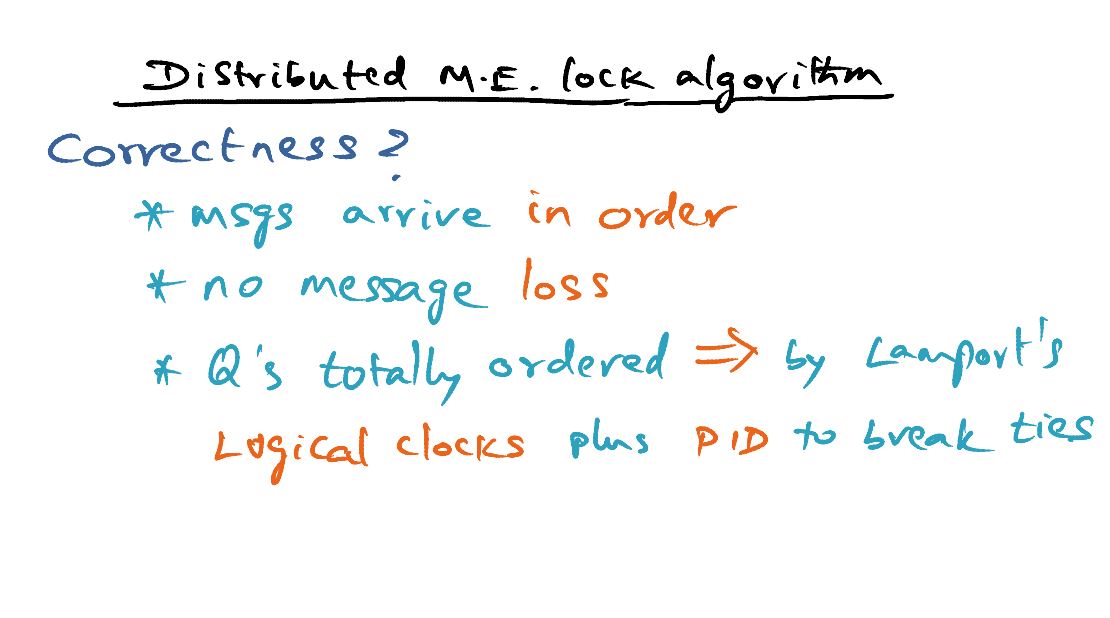 Distributed M.E. lock algorithm
Correctness?
* msgs arrive in order
* no message loss
* Q's totally ordered ⇒ by Lamport's
Logical clocks plus PID to break ties